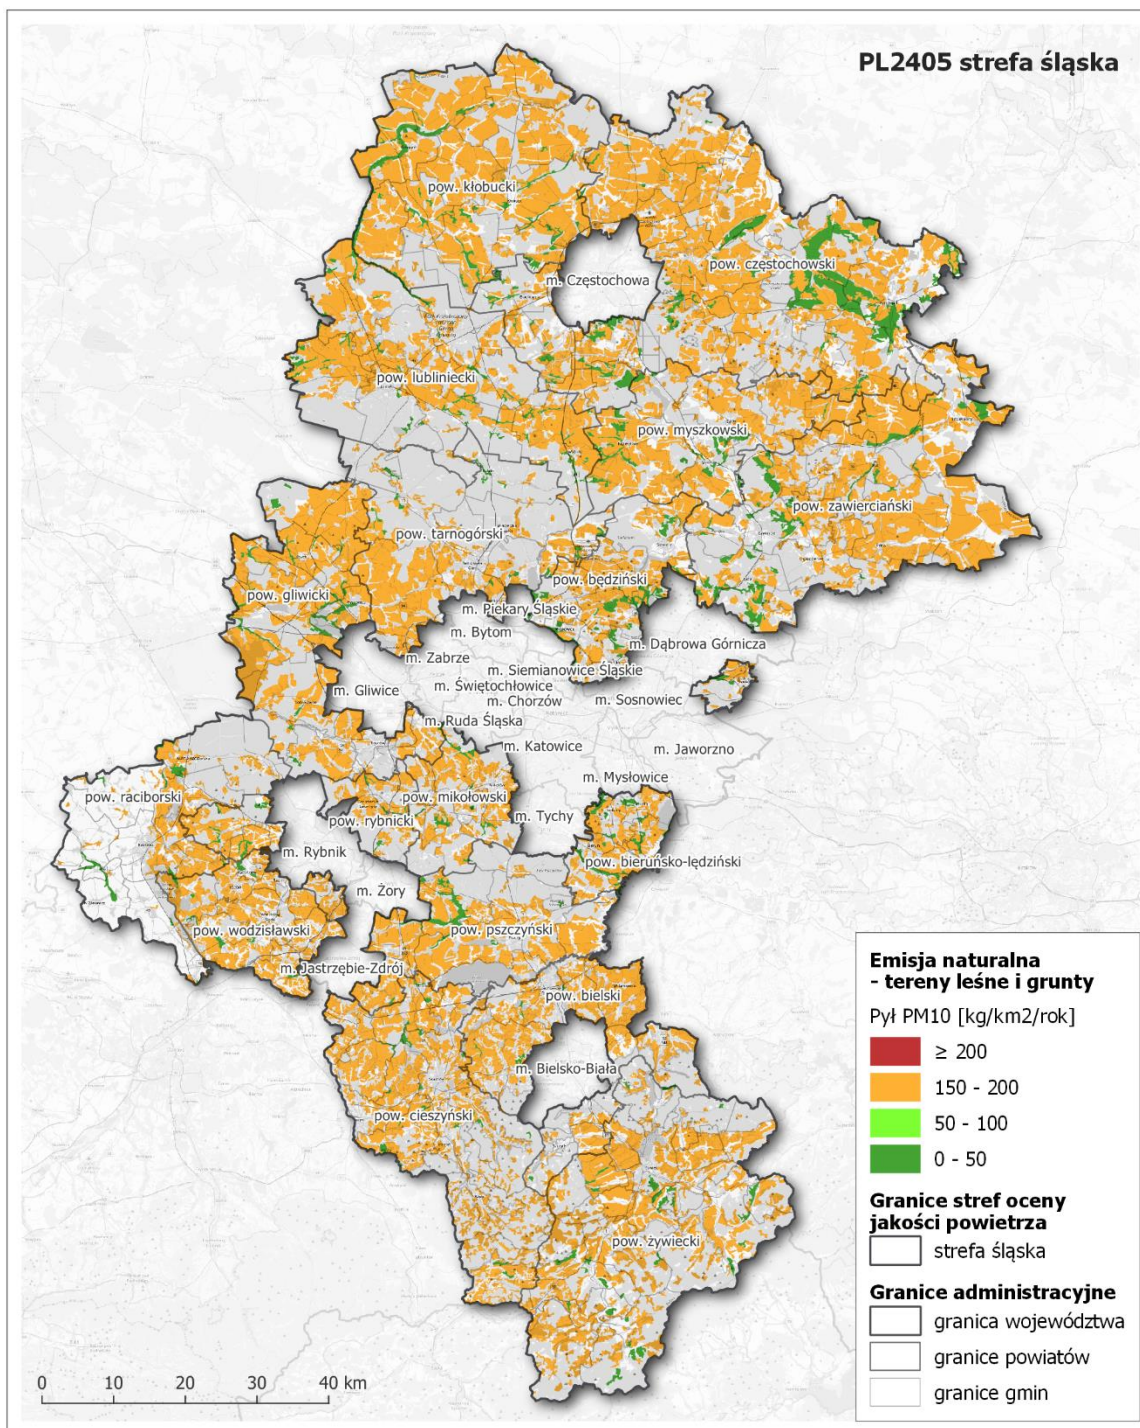 PL2405 strefa śląska
pow. kłobucki
pow. częstochowski
m. Częstochowa
pow. lubliniecki
pow. myszkowski
pow. zawierciański
pow. tarnogórski
pow. będziński
pow. gliwicki
m. Piekary Śląskie
m. Bytom
m. Dąbrowa Górnicza
m. Zabrze
m. Siemianowice Śląskie
m. Świętochłowice
m. Gliwice
m. Chorzów
m. Sosnowiec
m. Ruda Śląska
m. Katowice
m. Jaworzno
m. Mysłowice
pow. raciborski
pow. mikołowski
m. Tychy
pow. rybnicki
m. Rybnik
pow. bieruńsko-lędziński
m. Żory
pow. wodzisławski
pow. pszczyński
m. Jastrzębie-Zdrój
pow. bielski
m. Bielsko-Biała
pow. cieszyński
pow. żywiecki
Emisja naturalna
- tereny leśne i grunty
Pył PM10 [kg/km2/rok]
≥ 200
150 - 200
50 - 100
0 - 50
Granice stref oceny
jakości powietrza
strefa śląska
Granice administracyjne
granica województwa
granice powiatów
granice gmin
0 10 20 30 40 km